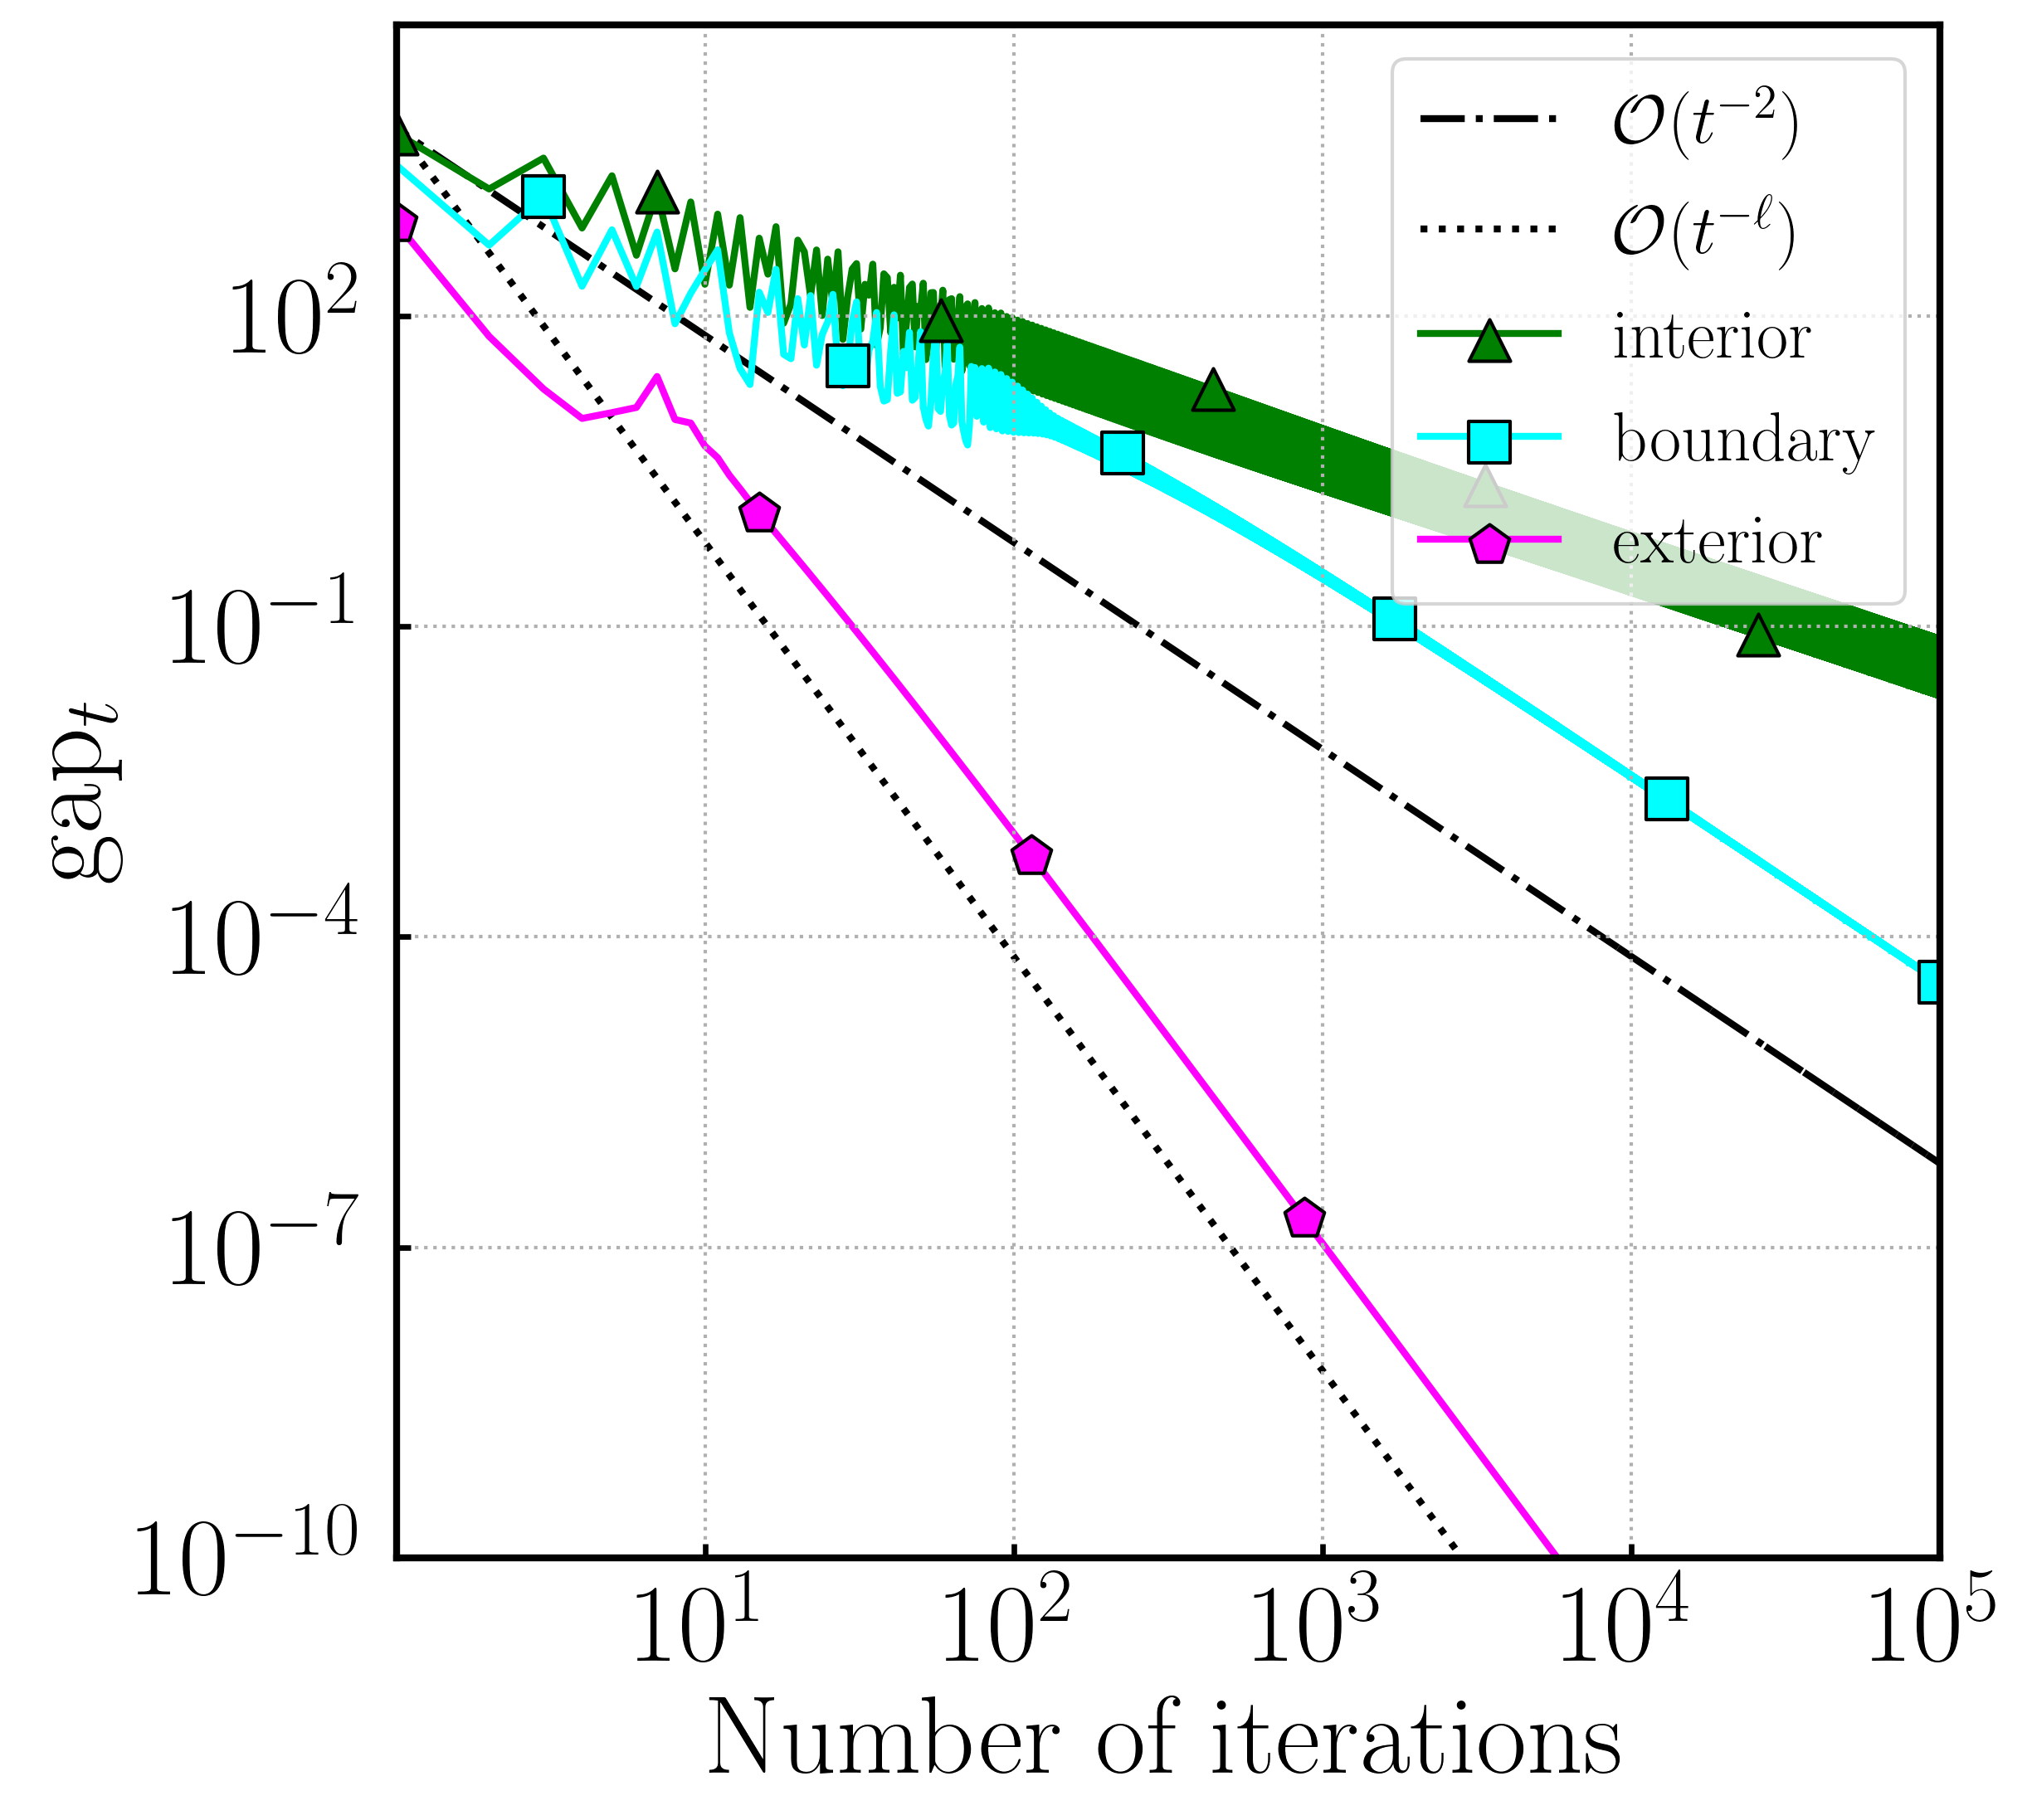 gap_t
10^2
10^{-1}
10^{-4}
10^{-7}
10^{-10}
10^1
10^2
10^3
10^4
10^5
Number of iterations
𝒪(t^{-2})
𝒪(t^{-ℓ})
interior
boundary
exterior